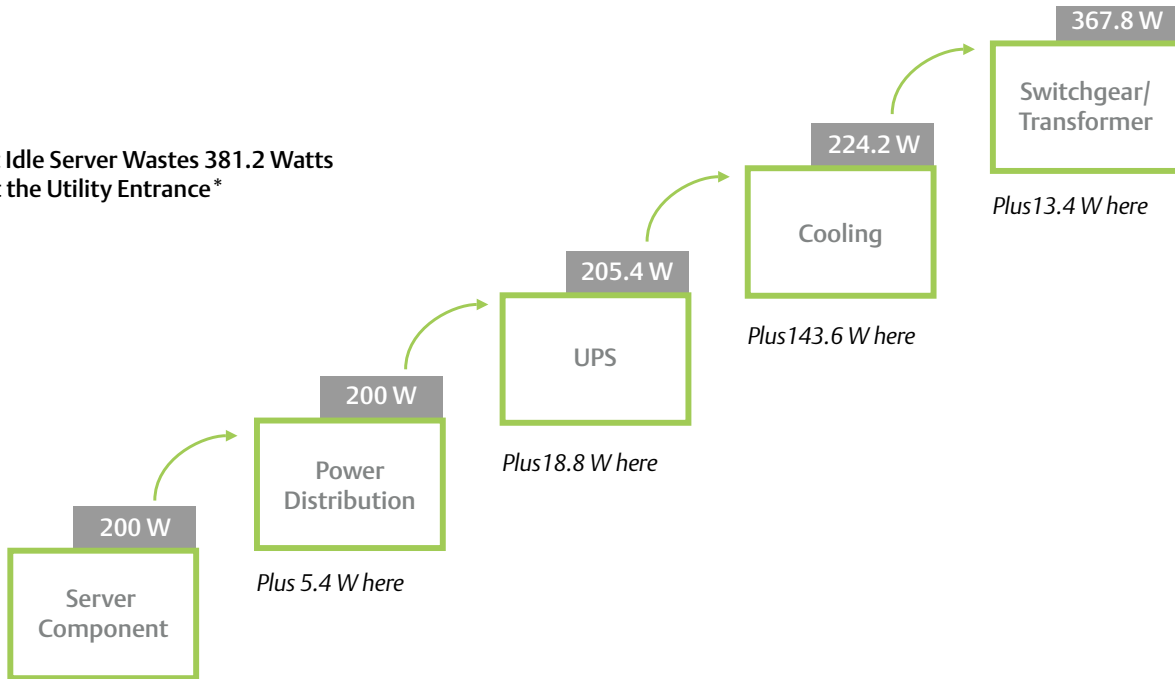 Idle Server Wastes 381.2 Watts
the Utility Entrance*
367.8 W
Switchgear/
Transformer
Plus13.4 W here
224.2 W
Cooling
Plus143.6 W here
205.4 W
UPS
Plus18.8 W here
200 W
Power
Distribution
Plus 5.4 W here
200 W
Server
Component